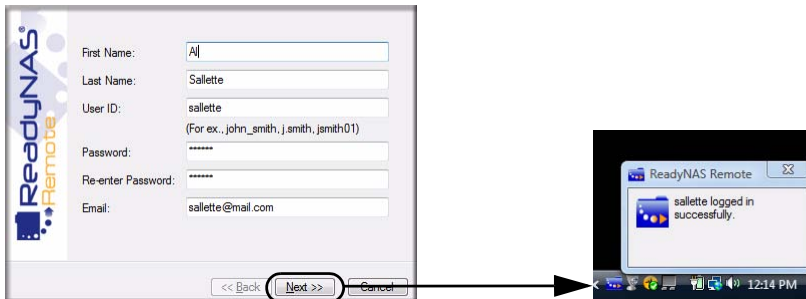 ReadyNAS®
Remote
First Name: Al
Last Name: Sallette
User ID: sallette
(For ex., john_smith, j.smith, jsmith01)
Password: ******
Re-enter Password: ******
Email: sallette@mail.com
<< Back Next >> Cancel
ReadyNAS Remote
sallette logged in
successfully.
12:14 PM